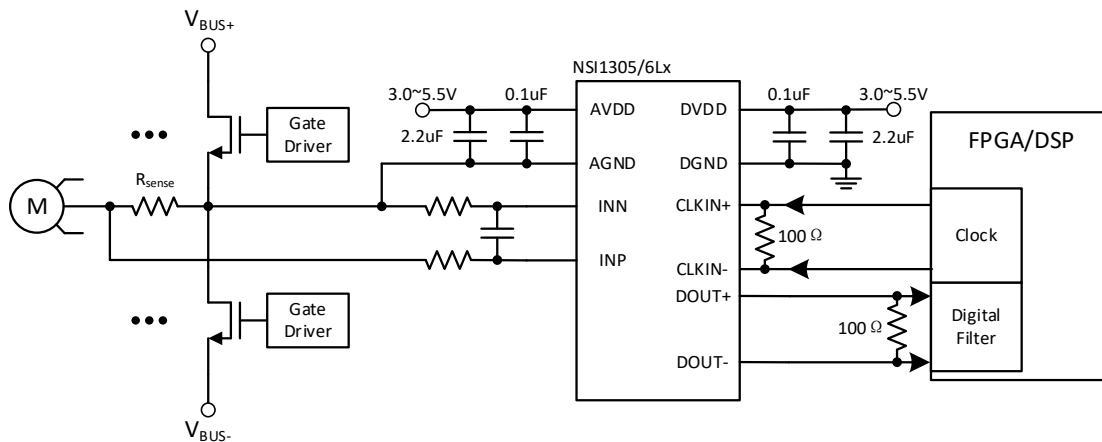 V_BUS+
NSI1305/6Lx
3.0~5.5V
0.1uF
AVDD
DVDD
0.1uF
3.0~5.5V
Gate
Driver
2.2uF
2.2uF
FPGA/DSP
AGND
DGND
R_sense
M
INN
CLKIN+
100Ω
Clock
INP
CLKIN-
DOUT+
Gate
Driver
100Ω
Digital
Filter
DOUT-
V_BUS-